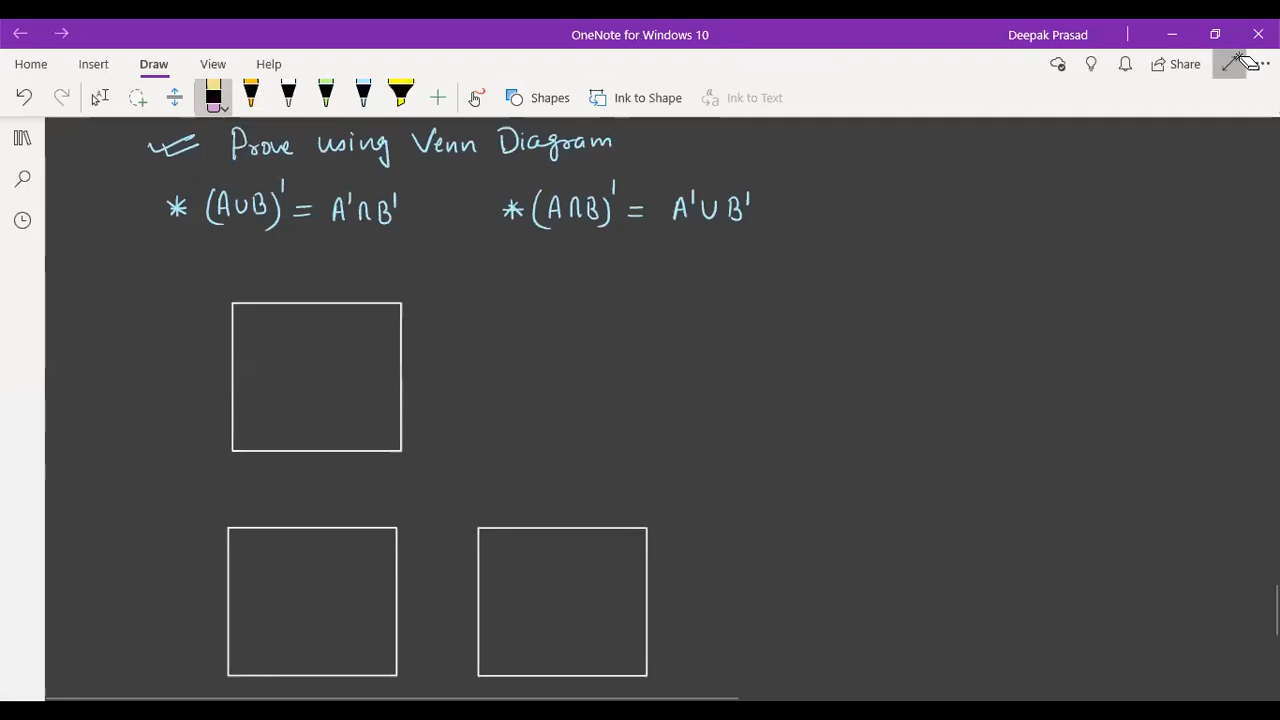 OneNote for Windows 10
Deepak Prasad
Home Insert Draw View Help
Share
Shapes Ink to Shape Ink to Text
Prove using Venn Diagram
* (A∪B)' = A'∩B' * (A∩B)' = A'∪B'